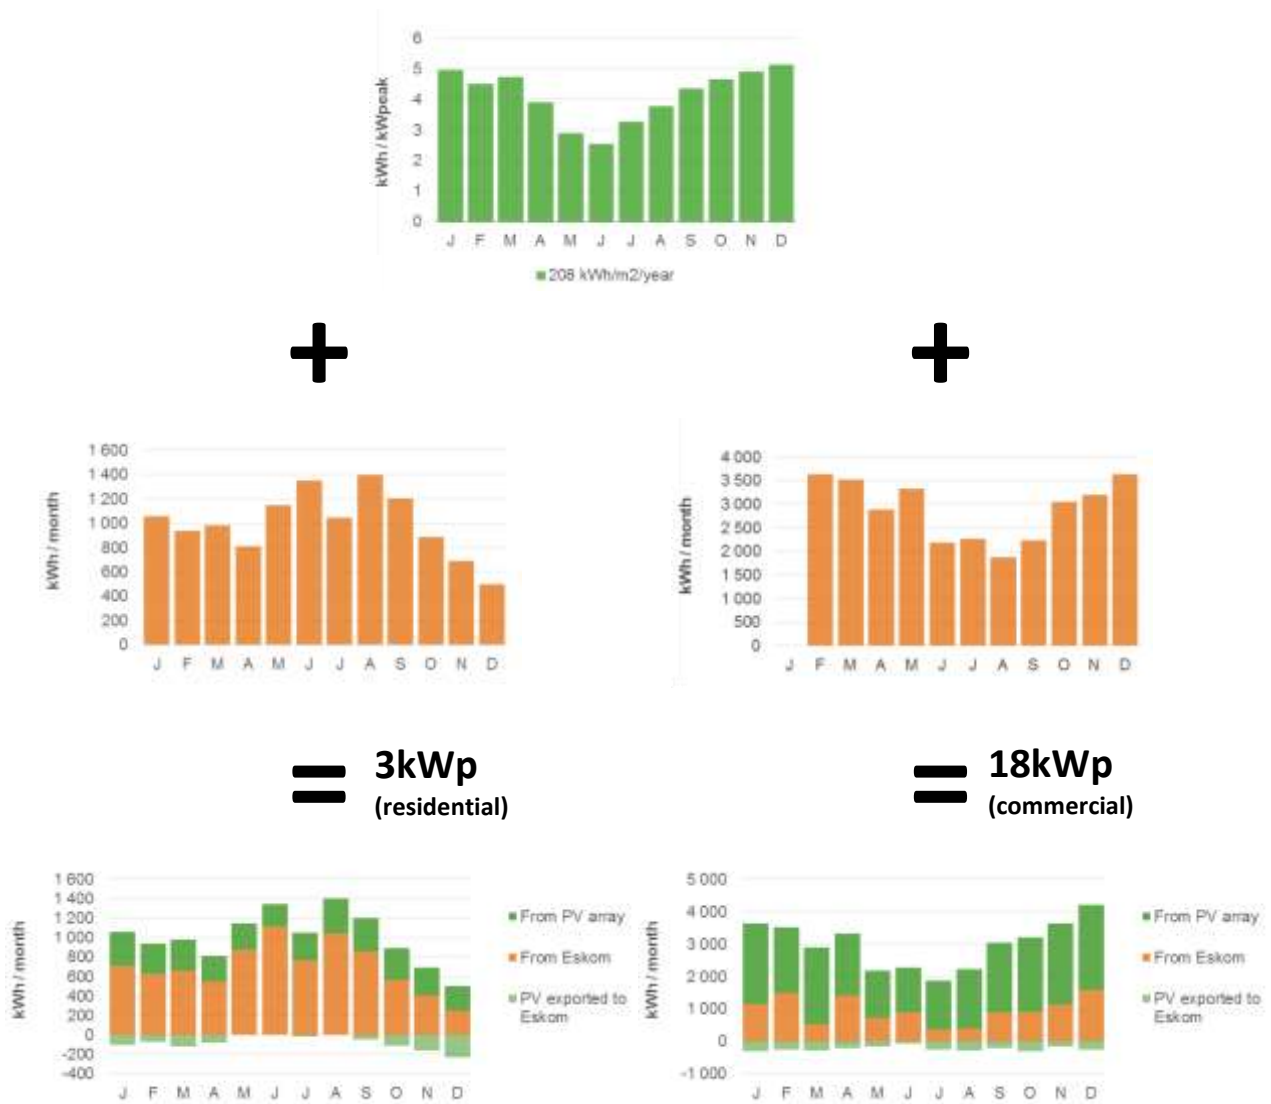 6
5
4
3
2
1
0
kWh / kWpeak
J F M A M J J A S O N D
208 kWh/m2/year
+ +
1 600
1 400
1 200
1 000
800
600
400
200
0
kWh / month
J F M A M J J A S O N D
4 000
3 500
3 000
2 500
2 000
1 500
1 000
500
0
kWh / month
J F M A M J J A S O N D
= 3kWp
(residential)
= 18kWp
(commercial)
1 600
1 400
1 200
1 000
800
600
400
200
0
-200
-400
kWh / month
J F M A M J J A S O N D
From PV array
From Eskom
PV exported to
Eskom
5 000
4 000
3 000
2 000
1 000
0
-1 000
kWh / month
J F M A M J J A S O N D
From PV array
From Eskom
PV exported to
Eskom